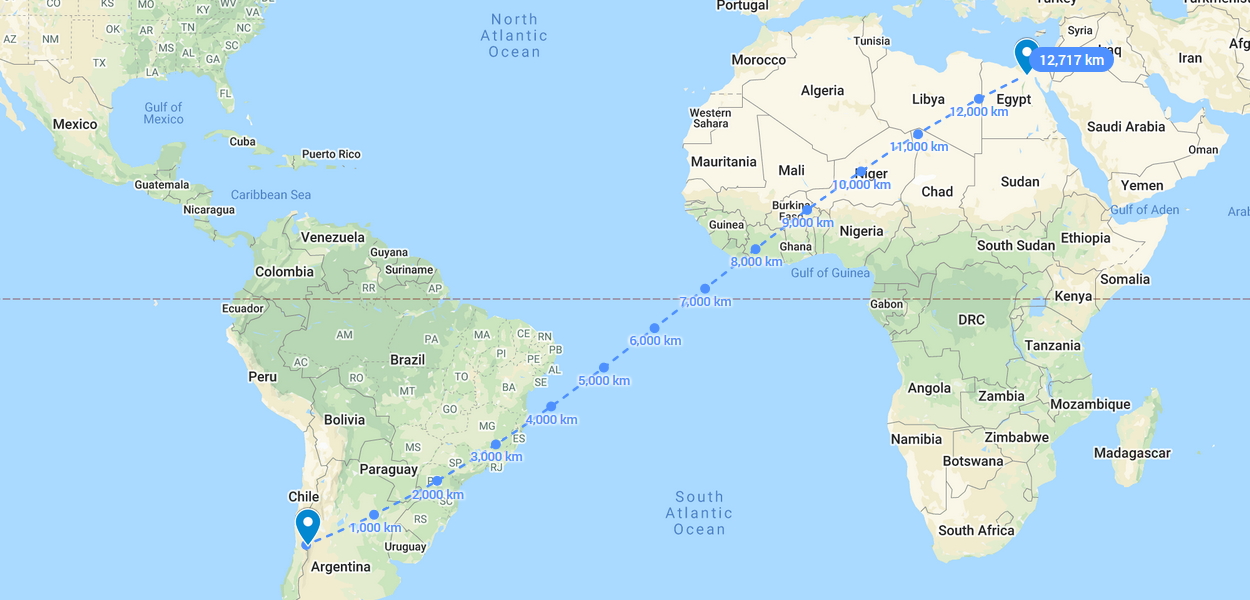 CO
KS
MO
KY
WV
VA
AZ
NM
OK
AR
TN
NC
TX
MS
AL
SC
GA
LA
FL
North
Atlantic
Ocean
Portugal
Tunisia
Syria
Morocco
Algeria
Libya
Egypt
12,717 km
Iran
12,000 km
Western
Sahara
Saudi Arabia
Oman
Gulf of
Mexico
Mexico
Cuba
Puerto Rico
11,000 km
Mauritania
Mali
Niger
10,000 km
Chad
Sudan
Yemen
Guatemala
Caribbean Sea
Nicaragua
Burkina
Faso
9,000 km
Guinea
Ghana
Nigeria
Gulf of Aden
Venezuela
Guyana
Suriname
Colombia
South Sudan
Ethiopia
8,000 km
Gulf of Guinea
Somalia
RR
AP
7,000 km
Ecuador
Gabon
Kenya
DRC
AM
PA
MA
CE
RN
PB
PI
PE
AL
SE
6,000 km
Tanzania
AC
Brazil
Peru
RO
MT
TO
BA
5,000 km
Angola
Zambia
Mozambique
GO
4,000 km
Bolivia
MG
ES
Namibia
Zimbabwe
Madagascar
MS
3,000 km
SP
RJ
Botswana
Paraguay
2,000 km
SC
Chile
South
Atlantic
Ocean
1,000 km
RS
South Africa
Uruguay
Argentina